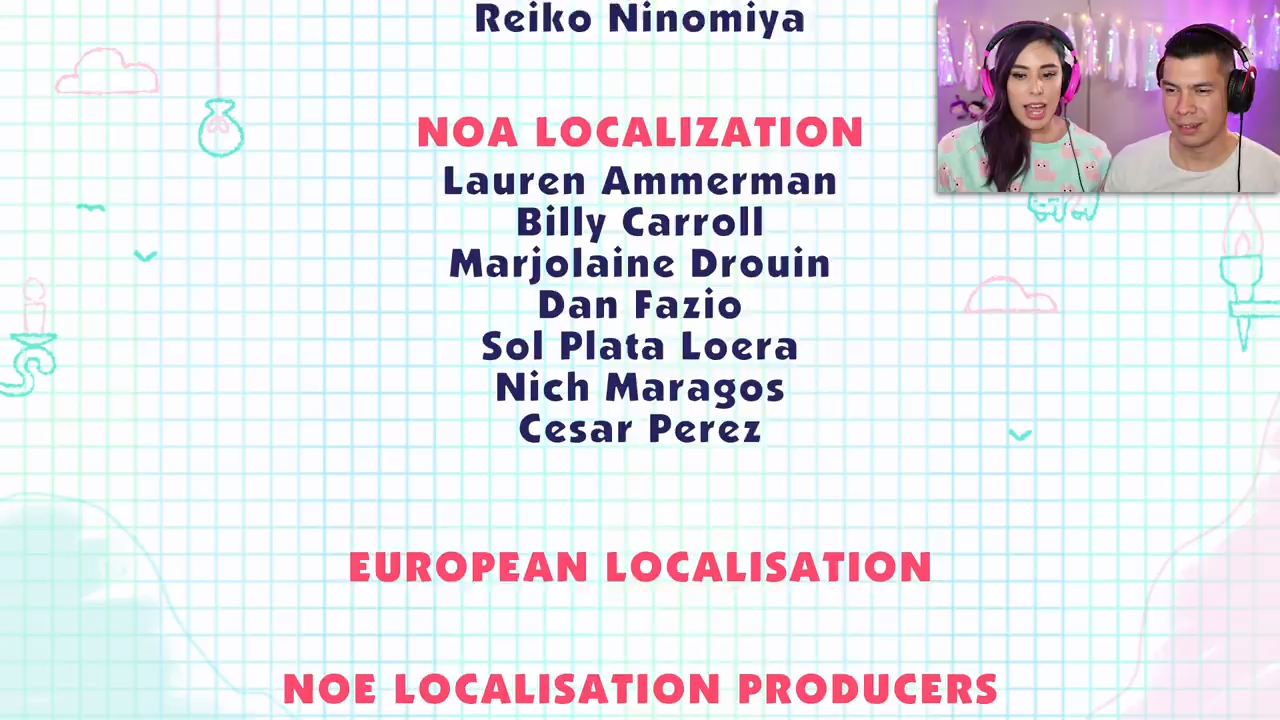 Reiko Ninomiya
NOA LOCALIZATION
Lauren Ammerman
Billy Carroll
Marjolaine Drouin
Dan Fazio
Sol Plata Loera
Nich Maragos
Cesar Perez
EUROPEAN LOCALISATION
NOE LOCALISATION PRODUCERS